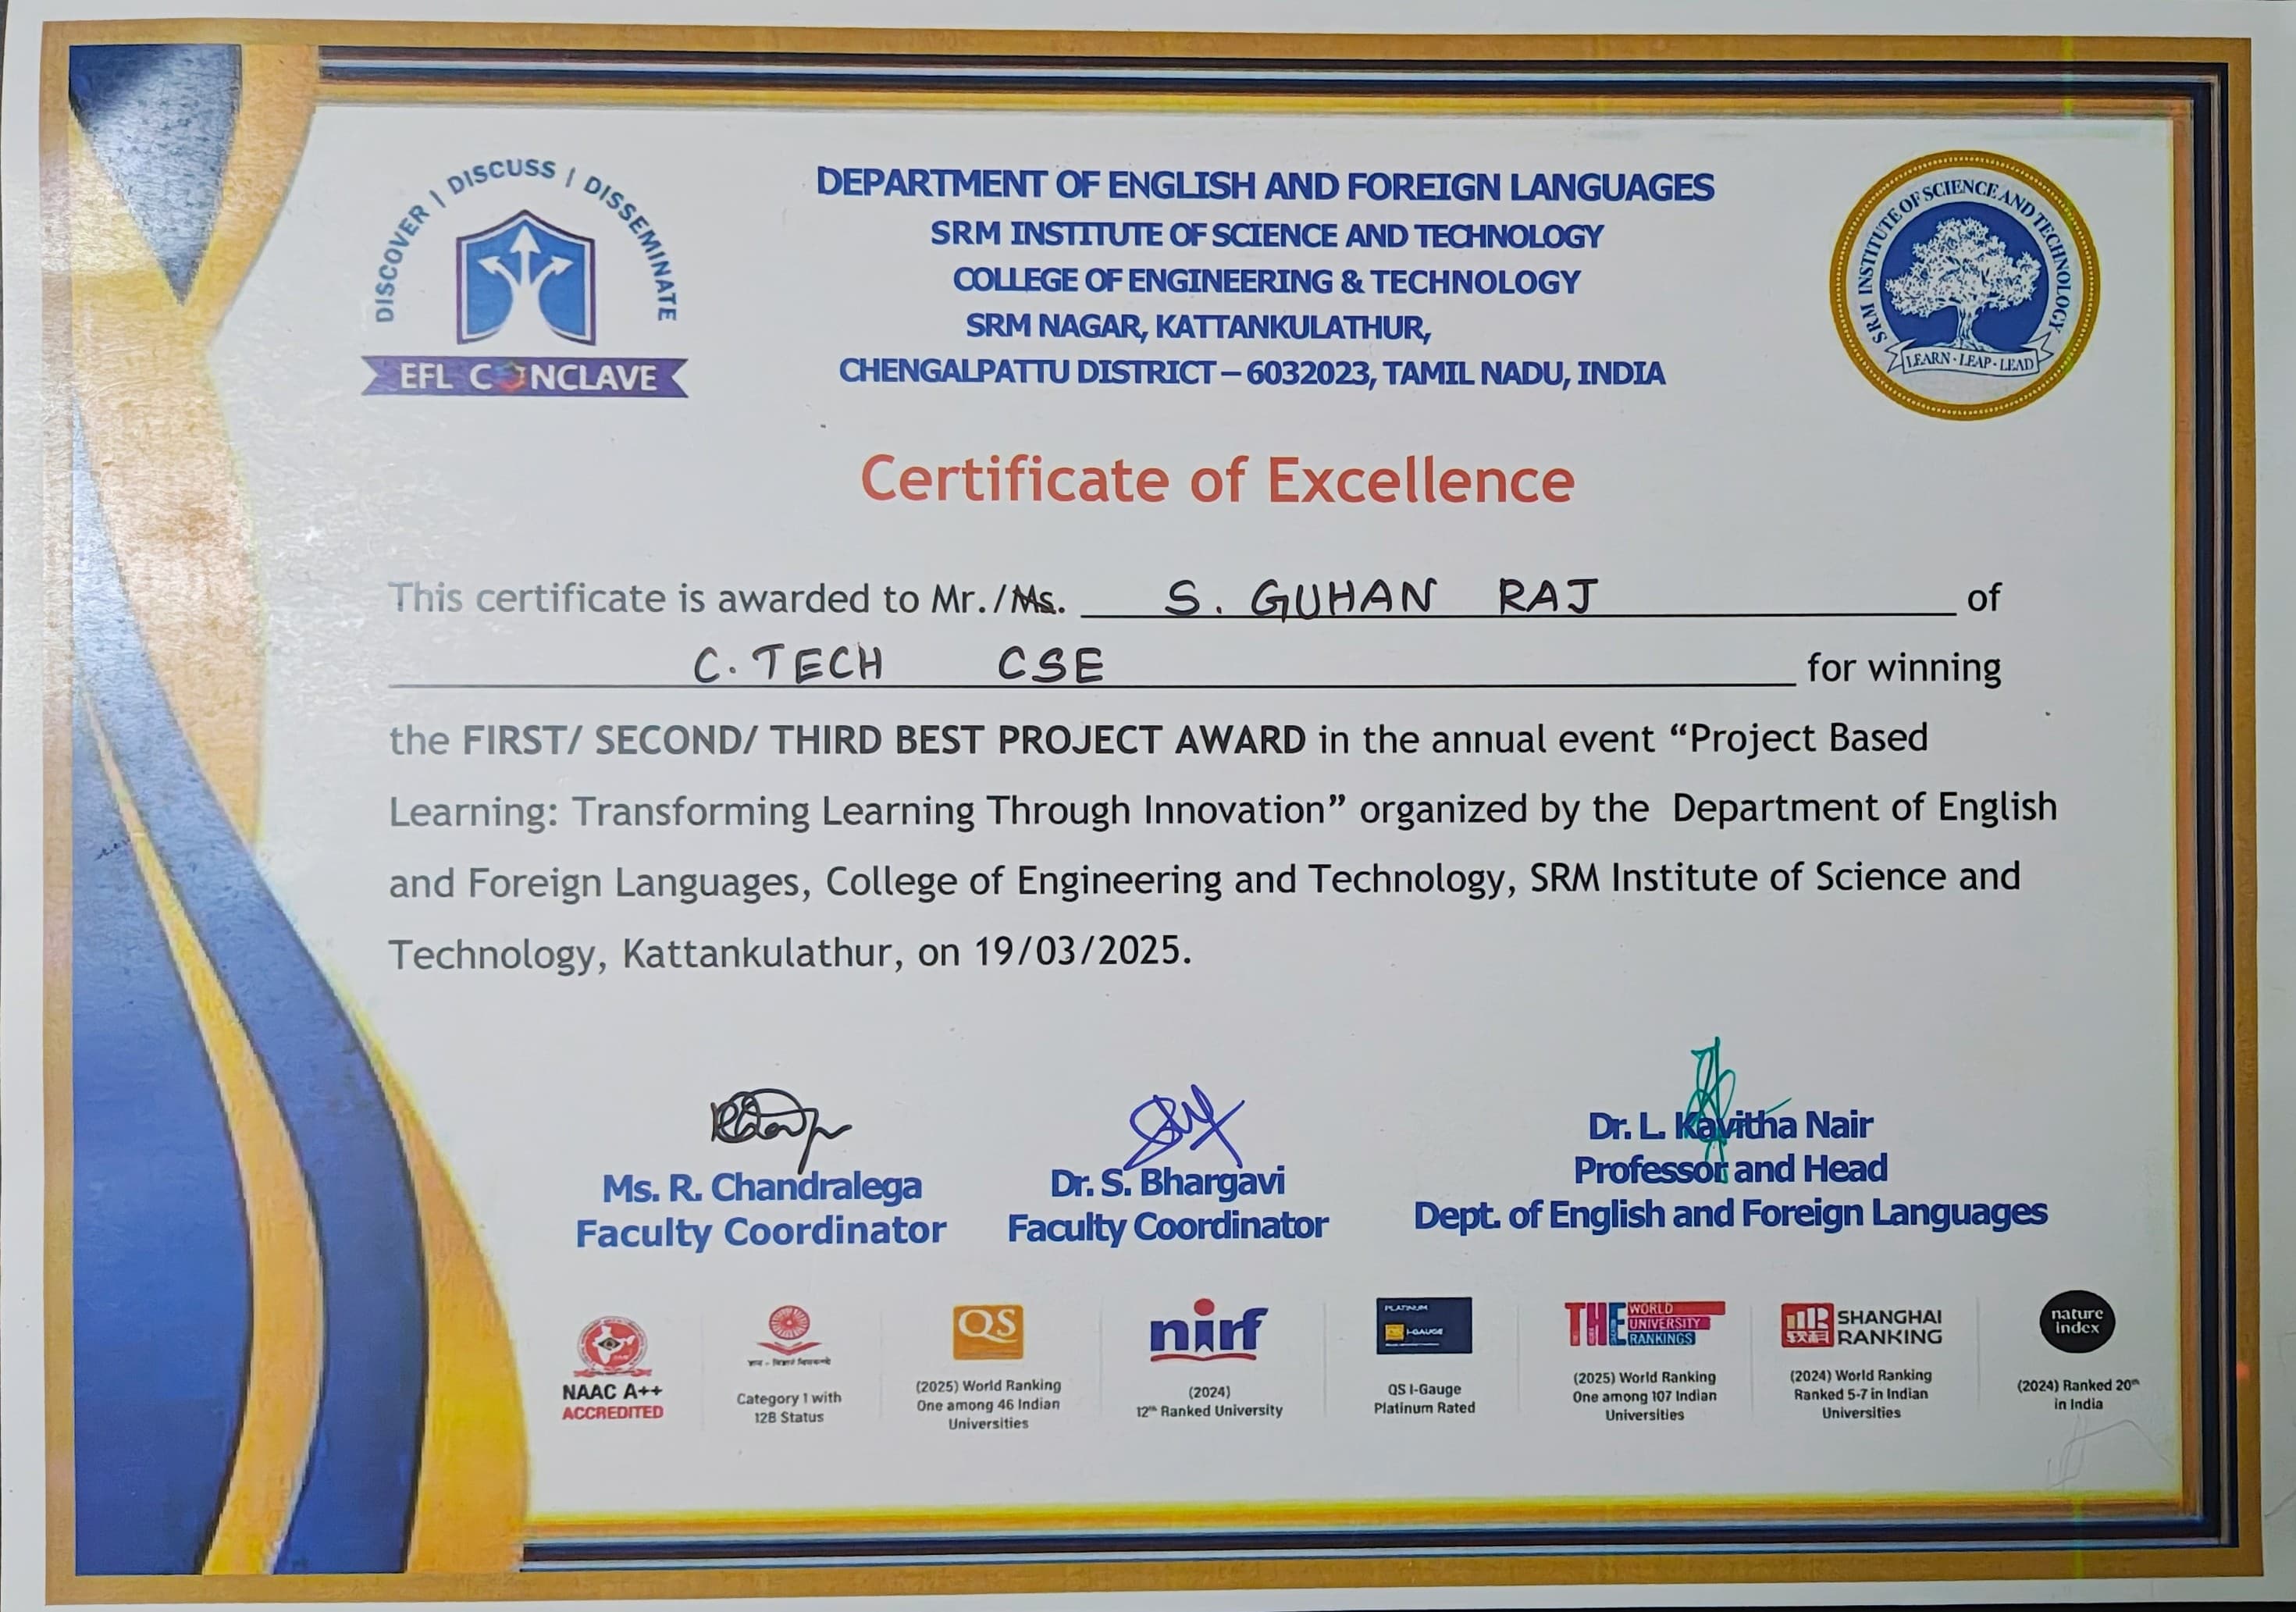 DISCOVER | DISCUSS | DISSEMINATE
EFL CONCLAVE
DEPARTMENT OF ENGLISH AND FOREIGN LANGUAGES
SRM INSTITUTE OF SCIENCE AND TECHNOLOGY
COLLEGE OF ENGINEERING & TECHNOLOGY
SRM NAGAR, KATTANKULATHUR,
CHENGALPATTU DISTRICT – 6032023, TAMIL NADU, INDIA
SRM INSTITUTE OF SCIENCE AND TECHNOLOGY
LEARN · LEAP · LEAD
Certificate of Excellence
This certificate is awarded to Mr./Ms. S. GUHAN RAJ of
C.TECH CSE for winning
the FIRST/ SECOND/ THIRD BEST PROJECT AWARD in the annual event “Project Based
Learning: Transforming Learning Through Innovation” organized by the Department of English
and Foreign Languages, College of Engineering and Technology, SRM Institute of Science and
Technology, Kattankulathur, on 19/03/2025.
Ms. R. Chandralega
Faculty Coordinator
Dr. S. Bhargavi
Faculty Coordinator
Dr. L. Kavitha Nair
Professor and Head
Dept. of English and Foreign Languages
NAAC A++
ACCREDITED
Category 1 with
12B Status
QS
(2025) World Ranking
One among 46 Indian
Universities
nirf
(2024)
12th Ranked University
PLATINUM
I-GAUGE
QS I-Gauge
Platinum Rated
THE WORLD
UNIVERSITY
RANKINGS
(2025) World Ranking
One among 107 Indian
Universities
SHANGHAI
RANKING
(2024) World Ranking
Ranked 5-7 in Indian
Universities
nature
index
(2024) Ranked 20th
in India